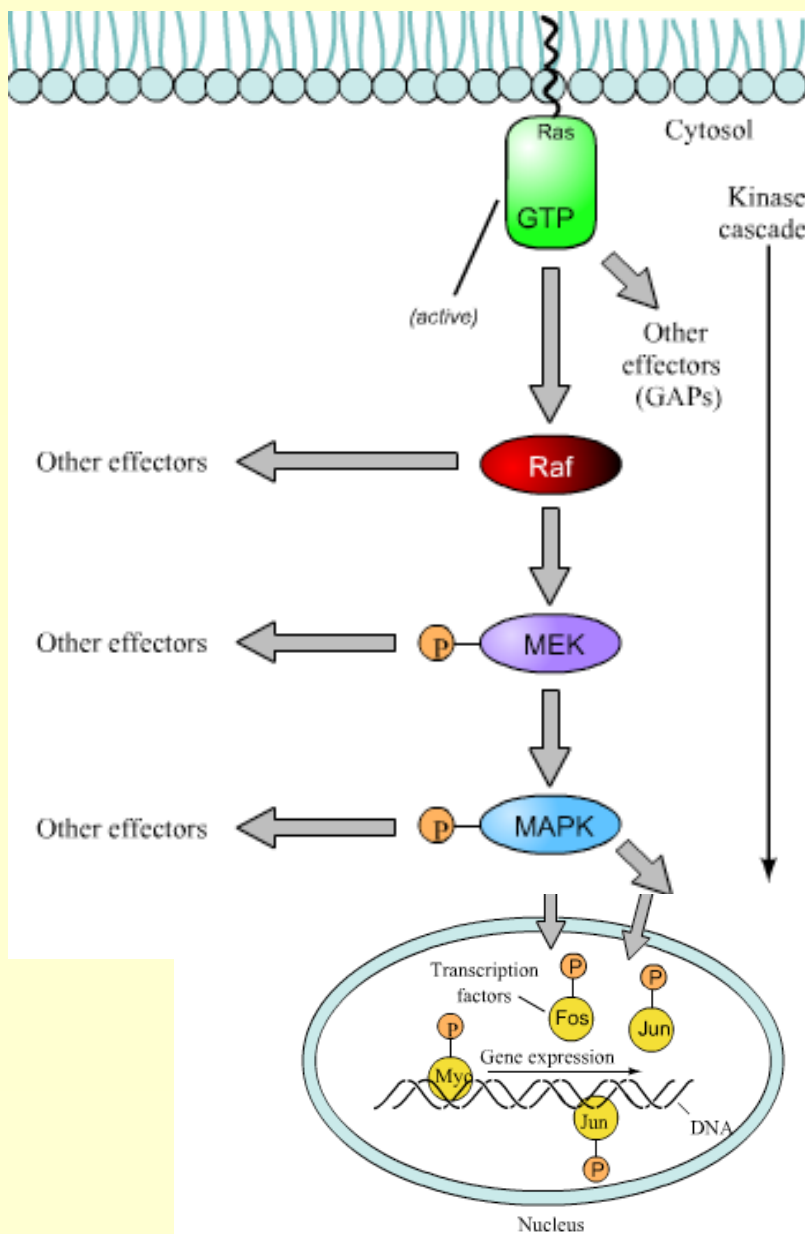 Ras
Cytosol
GTP
Kinase
cascade
(active)
Other
effectors
(GAPs)
Other effectors
Raf
Other effectors
P
MEK
Other effectors
P
MAPK
Transcription
factors
P
Fos
P
Jun
P
Myc
Gene expression
Jun
DNA
P
Nucleus